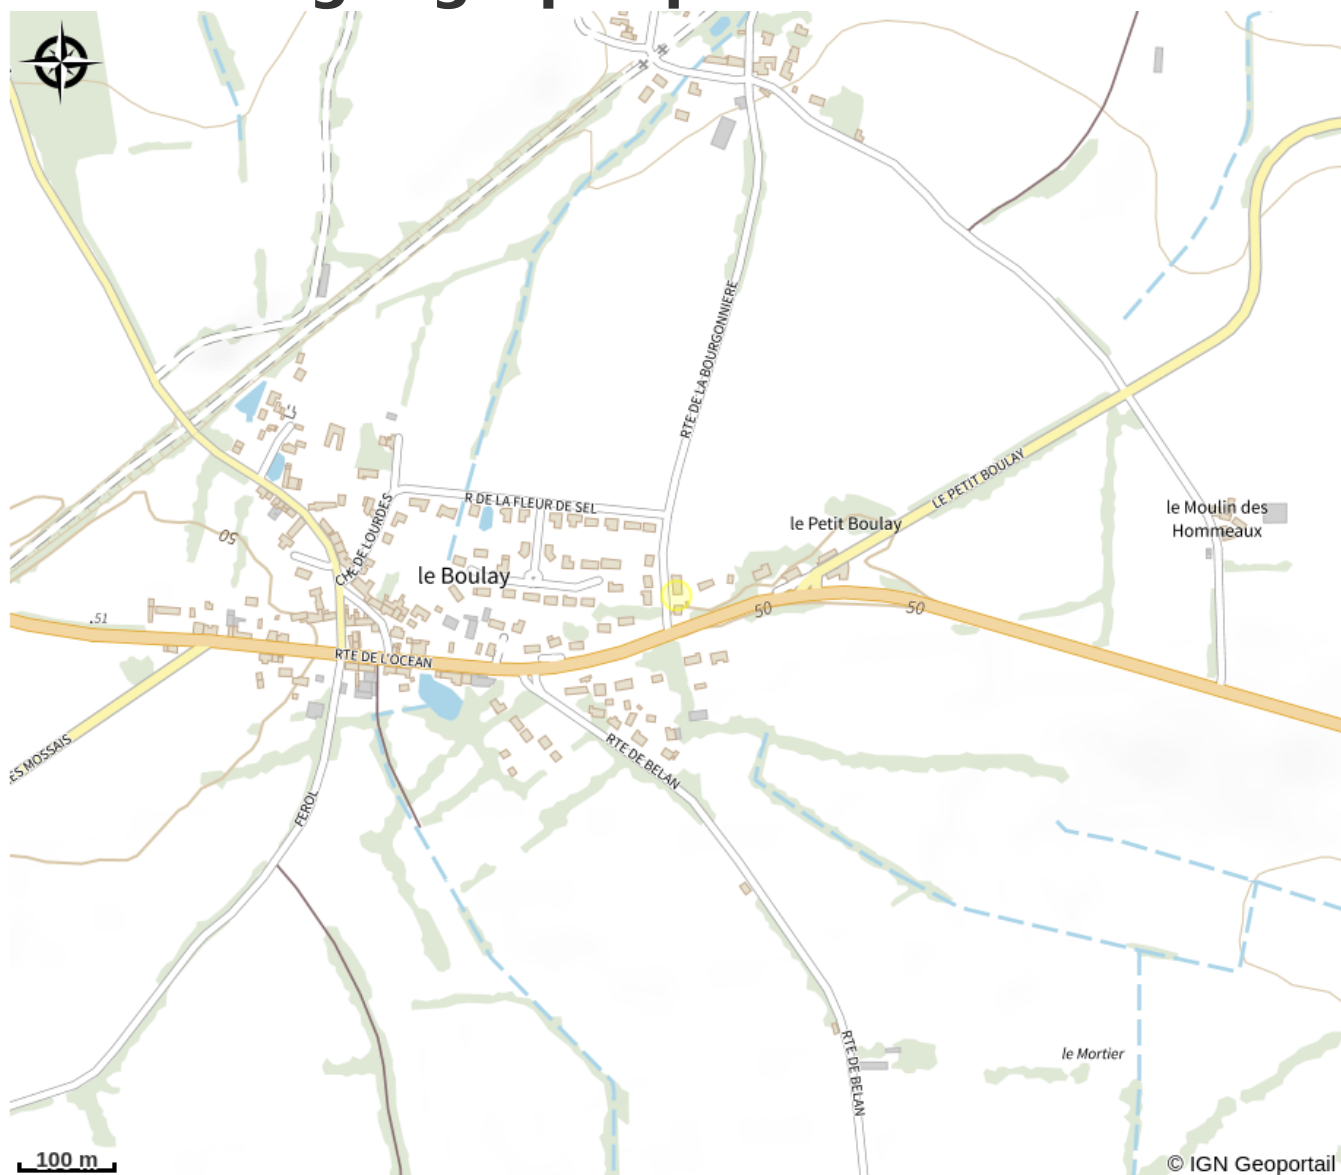 RTE DE LA BOURGONNIERE
LE PETIT BOULAY
R DE LA FLEUR DE SEL
CHE DE LOURDES
le Petit Boulay
le Moulin des
Hommeaux
50
le Boulay
50
50
.51
RTE DE L'OCEAN
ES MOSSAIS
RTE DE BELAN
FEROL
le Mortier
RTE DE BELAN
100 m
© IGN Geoportail